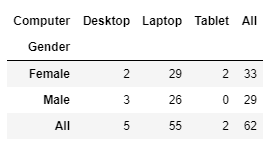 Computer Desktop Laptop Tablet All
Gender
Female 2 29 2 33
Male 3 26 0 29
All 5 55 2 62